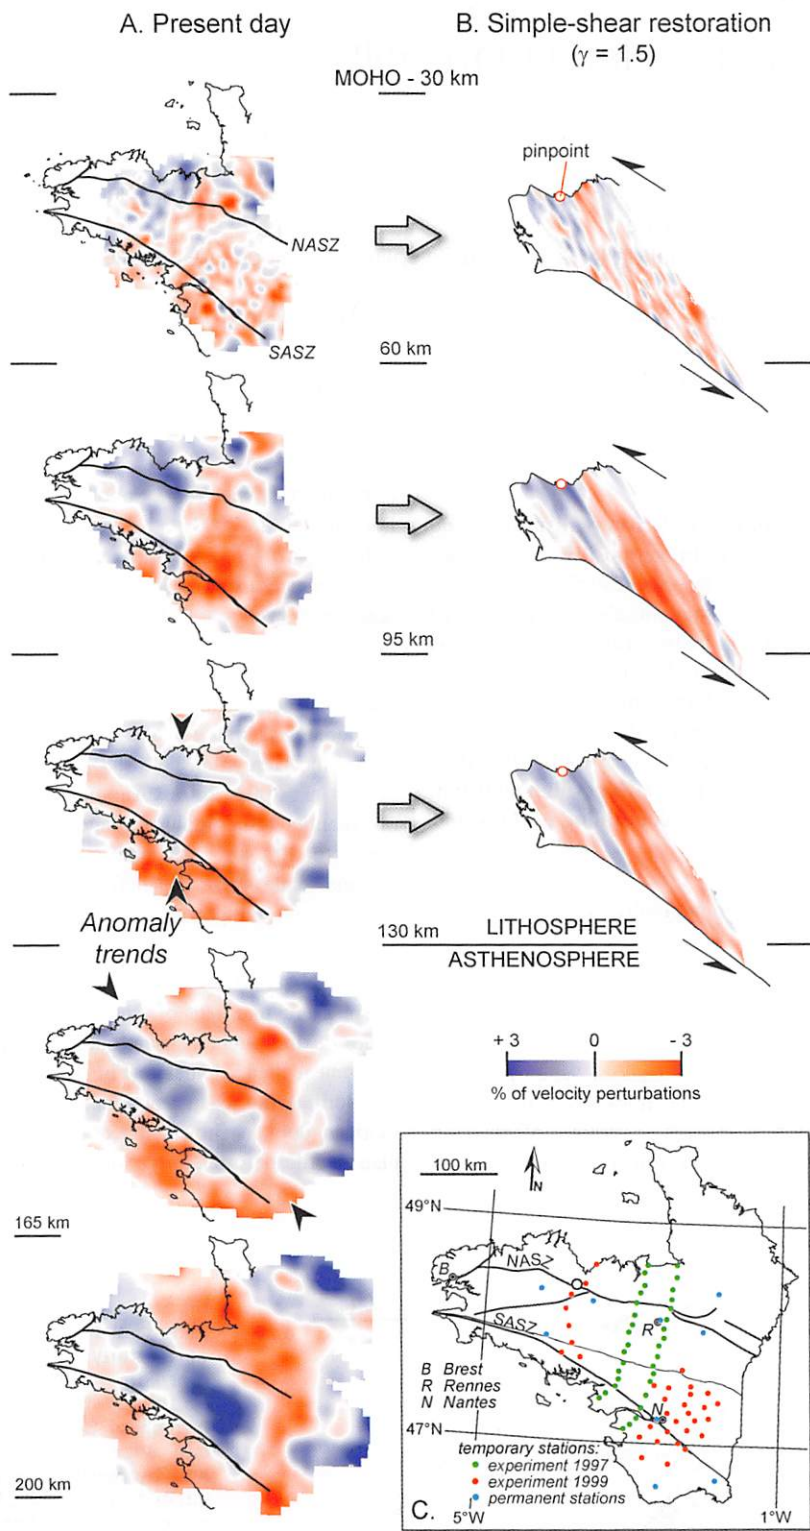 A. Present day
B. Simple-shear restoration
(γ = 1.5)
MOHO - 30 km
pinpoint
NASZ
SASZ
60 km
95 km
Anomaly
trends
130 km
LITHOSPHERE
ASTHENOSPHERE
+ 3
0
- 3
% of velocity perturbations
165 km
200 km
100 km
N
49°N
B
NASZ
SASZ
R
B Brest
R Rennes
N Nantes
N
47°N
temporary stations:
experiment 1997
experiment 1999
permanent stations
C.
5°W
1°W